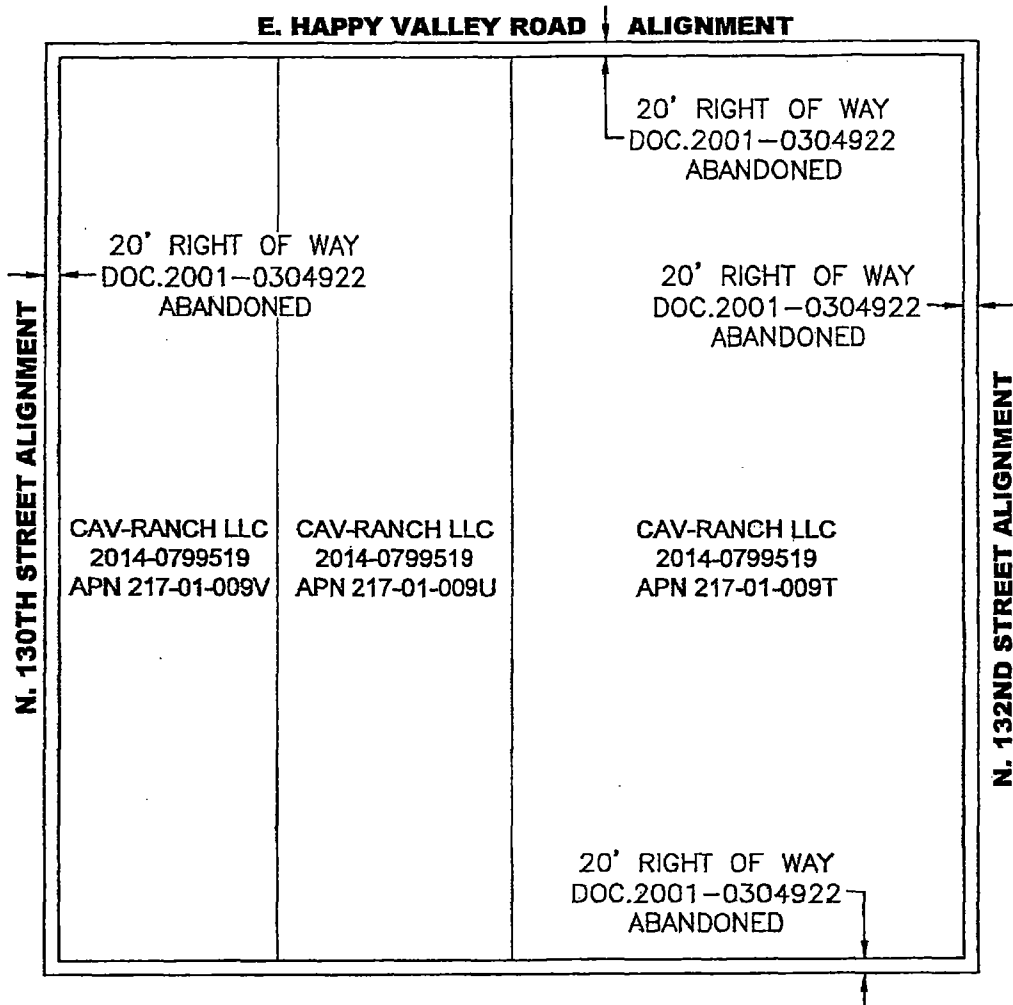 E. HAPPY VALLEY ROAD ALIGNMENT
20' RIGHT OF WAY
DOC.2001-0304922
ABANDONED
20' RIGHT OF WAY
DOC.2001-0304922
ABANDONED
20' RIGHT OF WAY
DOC.2001-0304922
ABANDONED
N. 130TH STREET ALIGNMENT
CAV-RANCH LLC
2014-0799519
APN 217-01-009V
CAV-RANCH LLC
2014-0799519
APN 217-01-009U
CAV-RANCH LLC
2014-0799519
APN 217-01-009T
N. 132ND STREET ALIGNMENT
20' RIGHT OF WAY
DOC.2001-0304922
ABANDONED